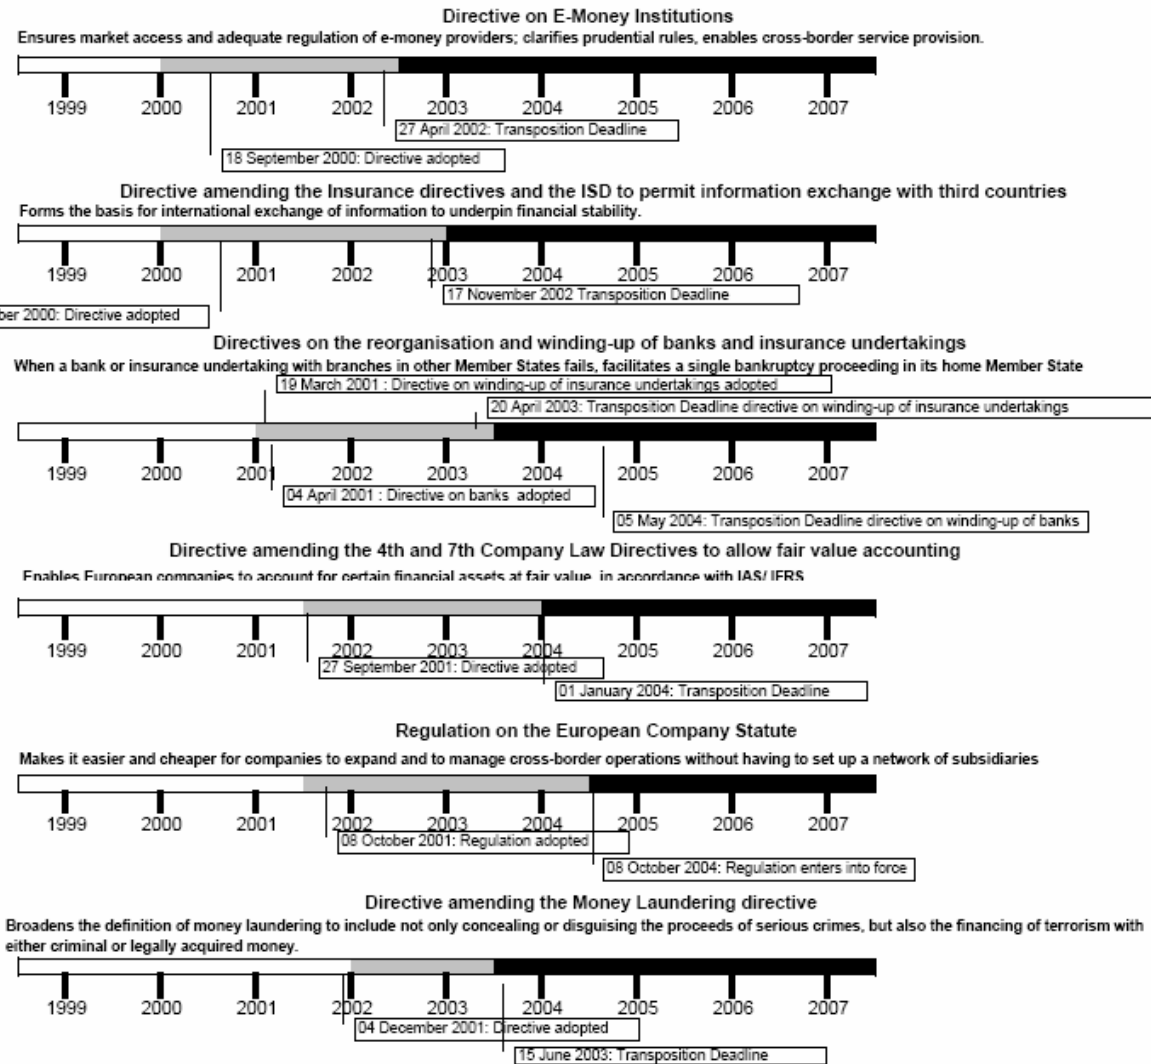 Directive on E-Money Institutions
Ensures market access and adequate regulation of e-money providers; clarifies prudential rules, enables cross-border service provision.
1999 2000 2001 2002 2003 2004 2005 2006 2007
27 April 2002: Transposition Deadline
18 September 2000: Directive adopted
Directive amending the Insurance directives and the ISD to permit information exchange with third countries
Forms the basis for international exchange of information to underpin financial stability.
1999 2000 2001 2002 2003 2004 2005 2006 2007
17 November 2002 Transposition Deadline
ber 2000: Directive adopted
Directives on the reorganisation and winding-up of banks and insurance undertakings
When a bank or insurance undertaking with branches in other Member States fails, facilitates a single bankruptcy proceeding in its home Member State
19 March 2001 : Directive on winding-up of insurance undertakings adopted
20 April 2003: Transposition Deadline directive on winding-up of insurance undertakings
1999 2000 2001 2002 2003 2004 2005 2006 2007
04 April 2001 : Directive on banks adopted
05 May 2004: Transposition Deadline directive on winding-up of banks
Directive amending the 4th and 7th Company Law Directives to allow fair value accounting
Enables European companies to account for certain financial assets at fair value, in accordance with IAS/ IFRS
1999 2000 2001 2002 2003 2004 2005 2006 2007
27 September 2001: Directive adopted
01 January 2004: Transposition Deadline
Regulation on the European Company Statute
Makes it easier and cheaper for companies to expand and to manage cross-border operations without having to set up a network of subsidiaries
1999 2000 2001 2002 2003 2004 2005 2006 2007
08 October 2001: Regulation adopted
08 October 2004: Regulation enters into force
Directive amending the Money Laundering directive
Broadens the definition of money laundering to include not only concealing or disguising the proceeds of serious crimes, but also the financing of terrorism with
either criminal or legally acquired money.
1999 2000 2001 2002 2003 2004 2005 2006 2007
04 December 2001: Directive adopted
15 June 2003: Transposition Deadline